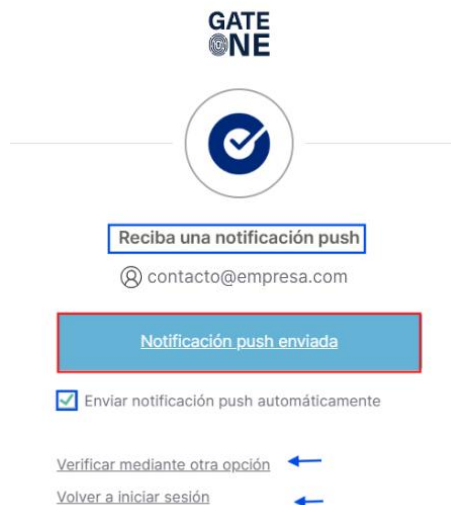 GATE
ONE
Reciba una notificación push
contacto@empresa.com
Notificación push enviada
Enviar notificación push automáticamente
Verificar mediante otra opción
Volver a iniciar sesión